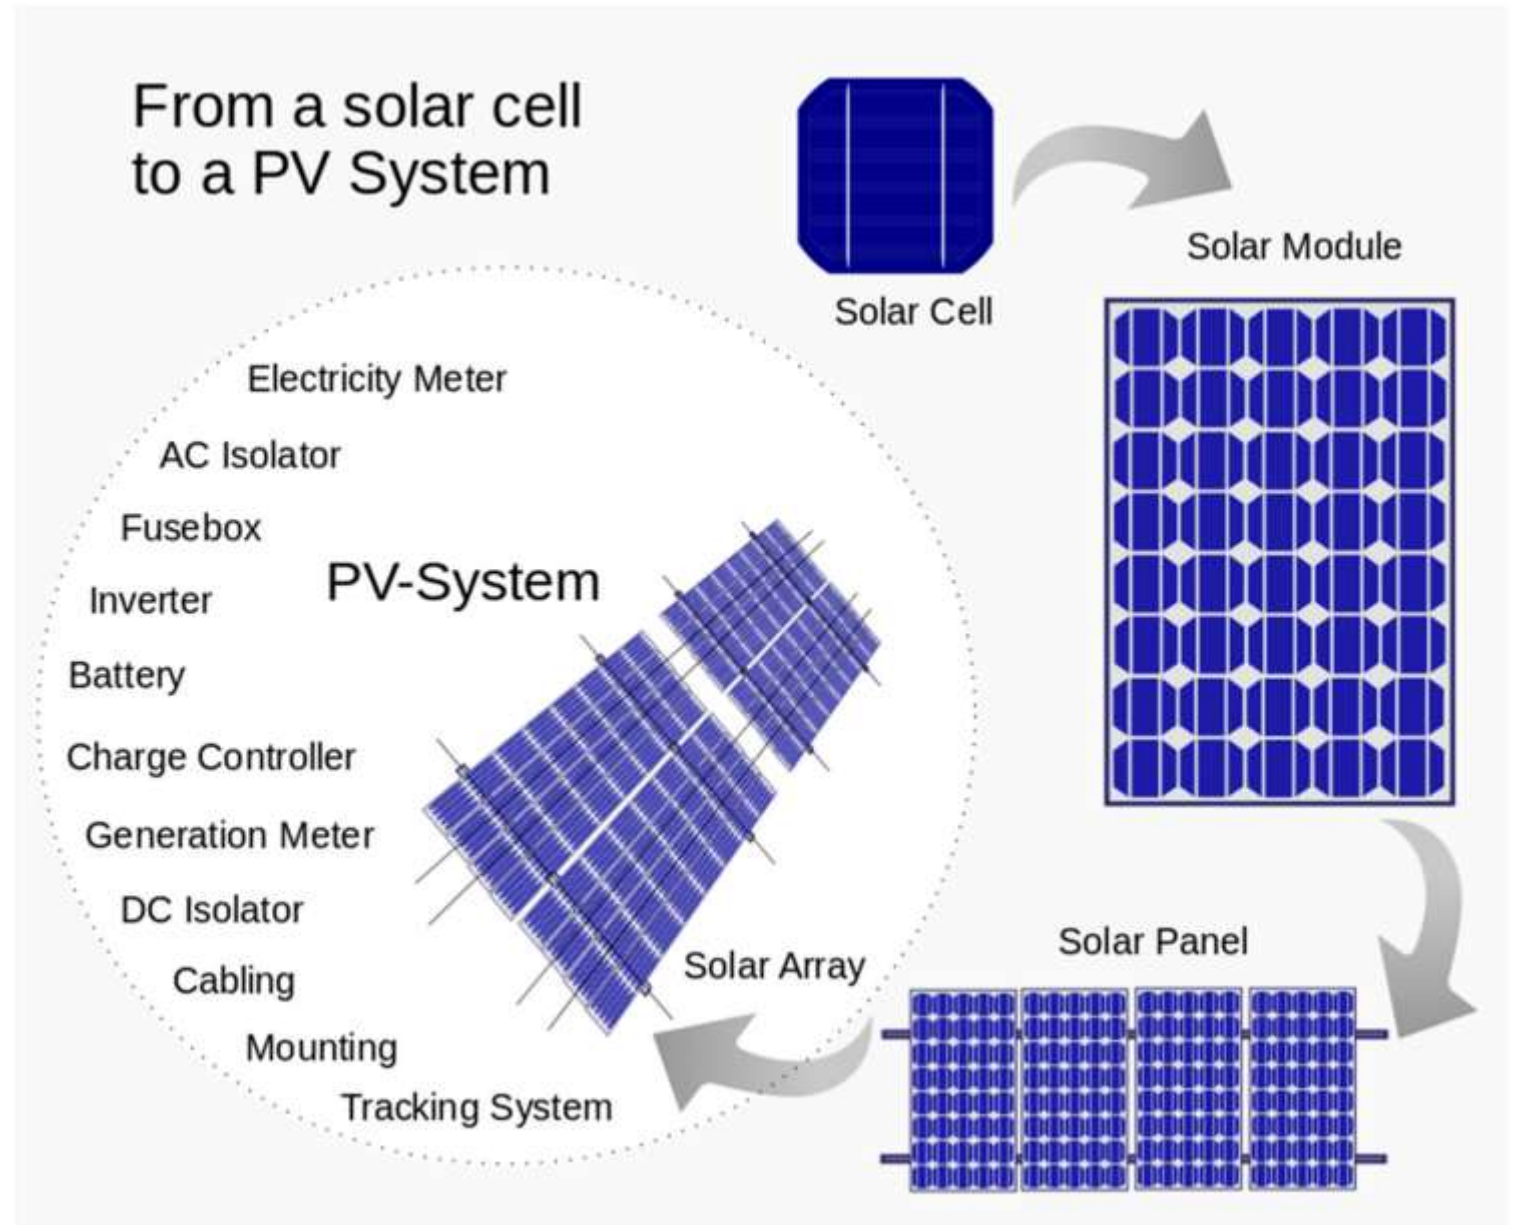 From a solar cell
to a PV System
Solar Cell
Solar Module
Electricity Meter
AC Isolator
Fusebox
PV-System
Inverter
Battery
Charge Controller
Generation Meter
DC Isolator
Cabling
Mounting
Tracking System
Solar Array
Solar Panel